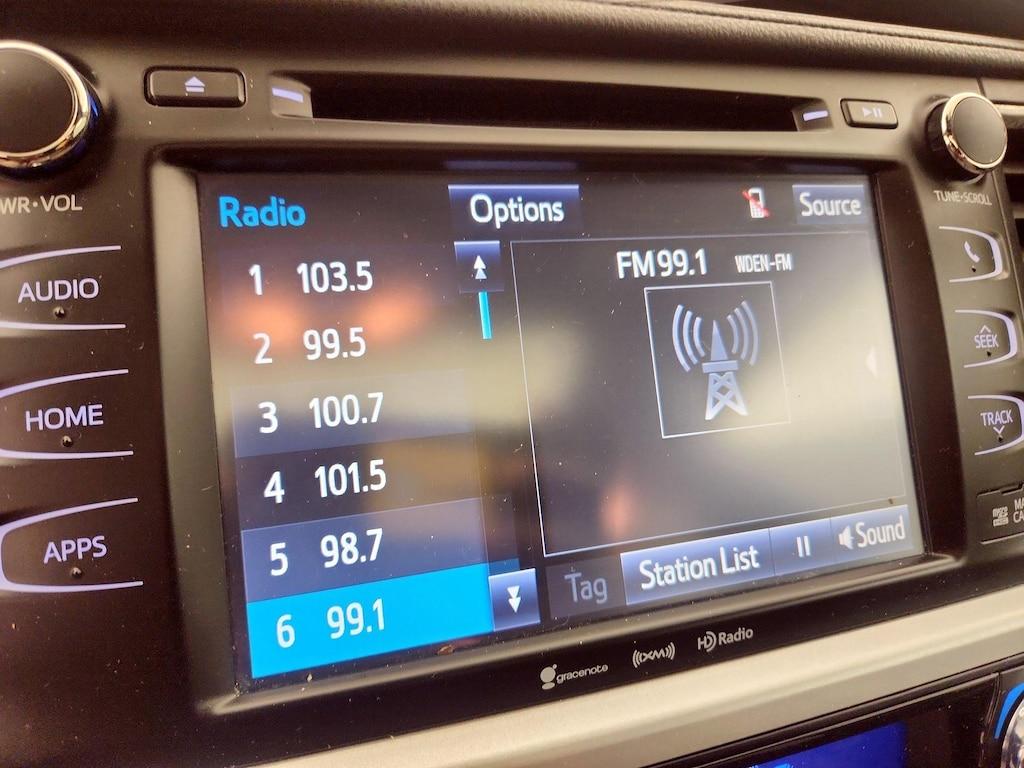 WR•VOL
AUDIO
HOME
APPS
Radio
Options
Source
1 103.5
2 99.5
3 100.7
4 101.5
5 98.7
6 99.1
FM 99.1 WDEN-FM
Tag
Station List
Sound
gracenote
((XM))
HD Radio
TUNE•SCROLL
SEEK
TRACK